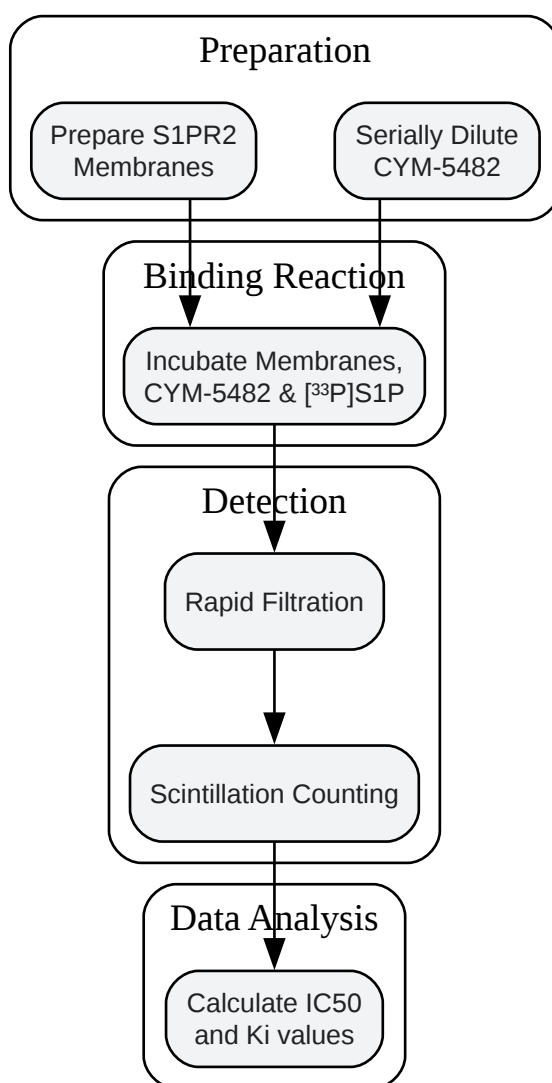 Preparation
Prepare S1PR2
Membranes
Serially Dilute
CYM-5482
Binding Reaction
Incubate Membranes,
CYM-5482 & [³³P]S1P
Detection
Rapid Filtration
Scintillation Counting
Data Analysis
Calculate IC50
and Ki values